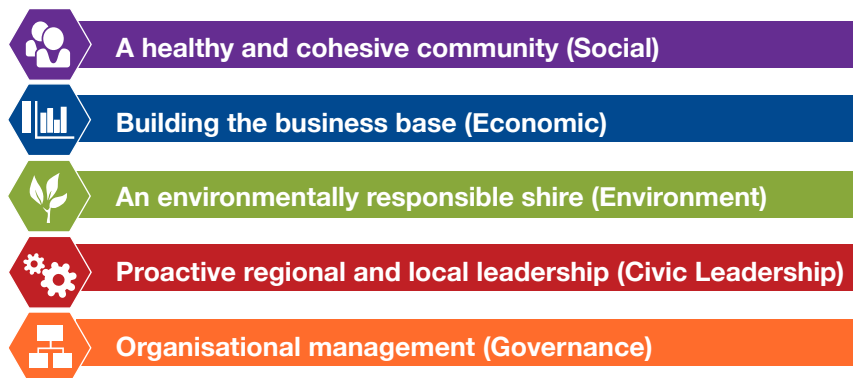 A healthy and cohesive community (Social)
Building the business base (Economic)
An environmentally responsible shire (Environment)
Proactive regional and local leadership (Civic Leadership)
Organisational management (Governance)